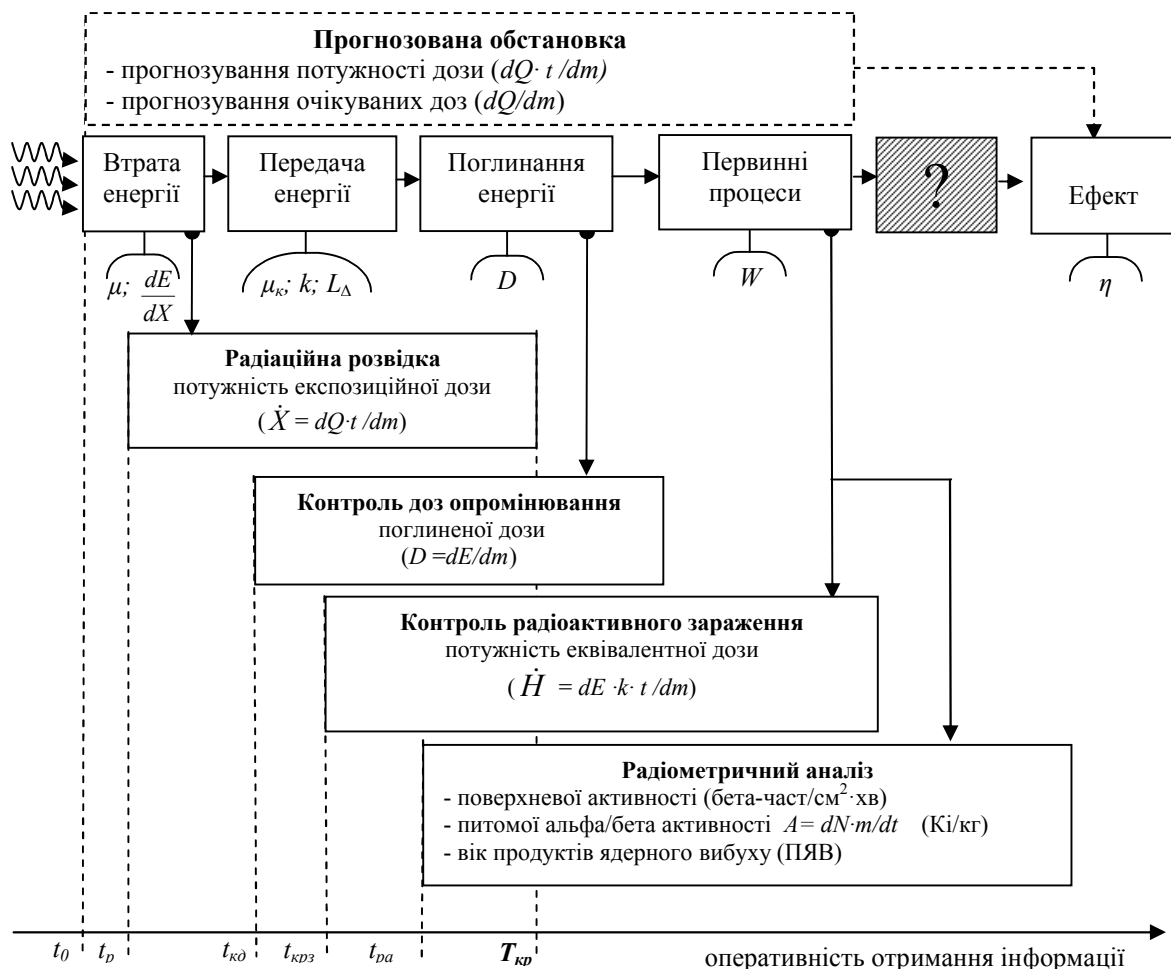 Прогнозована обстановка
- прогнозування потужності дози (dQ· t /dm)
- прогнозування очікуваних доз (dQ/dm)
Втрата
енергії
Передача
енергії
Поглинання
енергії
Первинні
процеси
?
Ефект
μ; dE/dX
μк; k; LΔ
D
W
η
Радіаційна розвідка
потужність експозиційної дози
( Ẋ = dQ·t /dm)
Контроль доз опромінювання
поглиненої дози
(D =dE/dm)
Контроль радіоактивного зараження
потужність еквівалентної дози
( Ḣ = dE ·k· t /dm)
Радіометричний аналіз
- поверхневої активності (бета-част/см²·хв)
- питомої альфа/бета активності A= dN·m/dt (Кі/кг)
- вік продуктів ядерного вибуху (ПЯВ)
t₀ tр tкд tкрз tра Tкр
оперативність отримання інформації